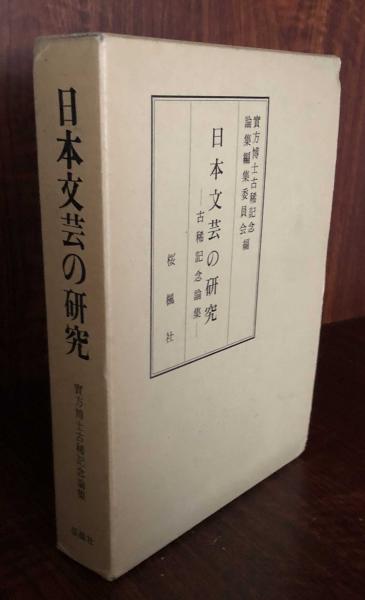 實方博士古稀記念
論集編集委員会編
日本文芸の研究
―古稀記念論集―
桜楓社
日本文芸の研究
實方博士古稀記念論集
桜楓社